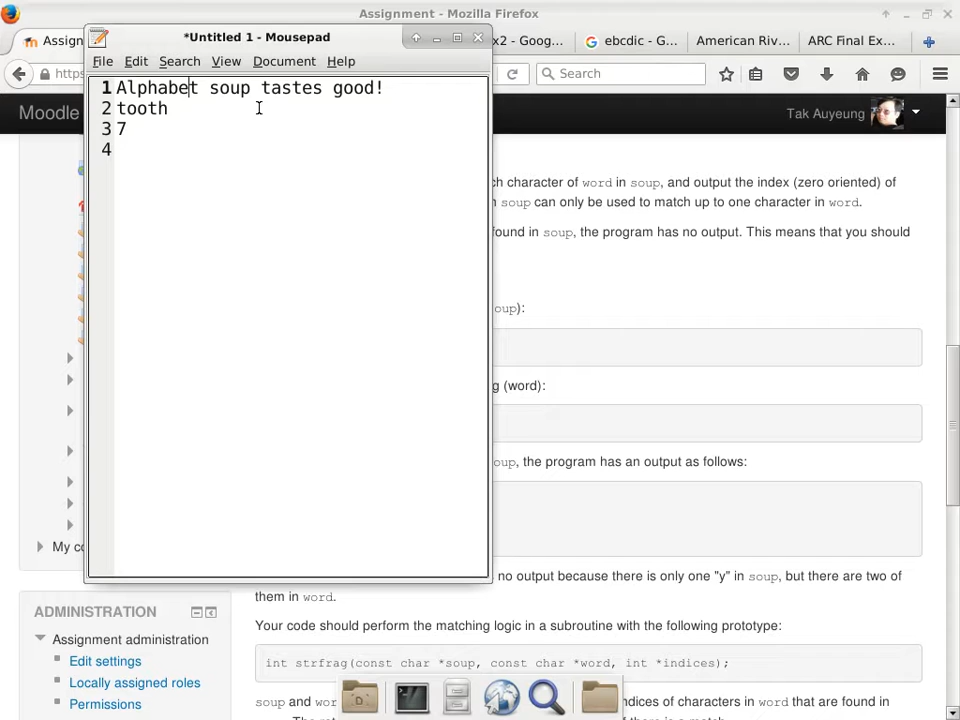 Assignment - Mozilla Firefox
Assign
x2 - Goog...
ebcdic - G...
American Riv...
ARC Final Ex...
https
Search
Moodle
Tak Auyeung
*Untitled 1 - Mousepad
File Edit Search View Document Help
1 Alphabet soup tastes good!
2 tooth
3 7
4
ch character of word in soup, and output the index (zero oriented) of
n soup can only be used to match up to one character in word.
found in soup, the program has no output. This means that you should
oup):
g (word):
oup, the program has an output as follows:
no output because there is only one "y" in soup, but there are two of
them in word.
Your code should perform the matching logic in a subroutine with the following prototype:
int strfrag(const char *soup, const char *word, int *indices);
soup and wor
ndices of characters in word that are found in
My co
ADMINISTRATION
Assignment administration
Edit settings
Locally assigned roles
Permissions